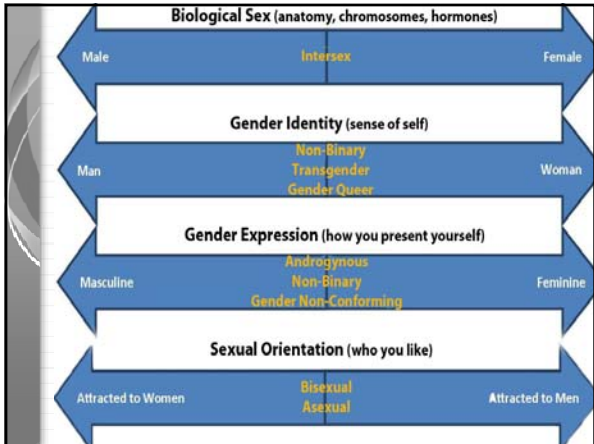 Biological Sex (anatomy, chromosomes, hormones)
Male Intersex Female
Gender Identity (sense of self)
Non-Binary
Man Transgender Woman
Gender Queer
Gender Expression (how you present yourself)
Androgynous
Masculine Non-Binary Feminine
Gender Non-Conforming
Sexual Orientation (who you like)
Bisexual
Attracted to Women Attracted to Men
Asexual